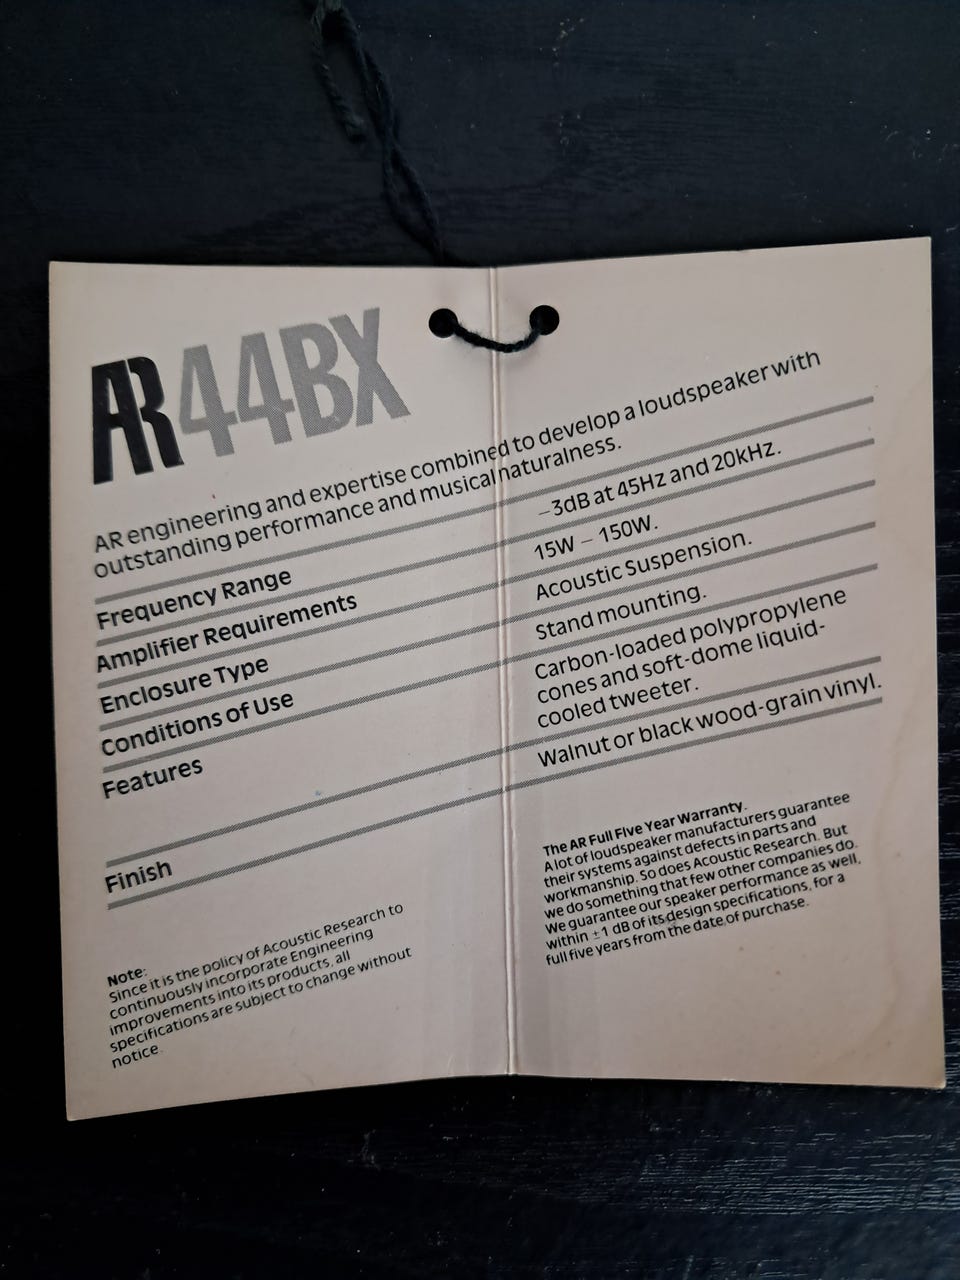 AR44BX
AR engineering and expertise combined to develop a loudspeaker with
outstanding performance and musical naturalness.
Frequency Range –3dB at 45Hz and 20kHz.
Amplifier Requirements 15W – 150W.
Enclosure Type Acoustic Suspension.
Conditions of Use Stand mounting.
Features Carbon-loaded polypropylene
cones and soft-dome liquid-
cooled tweeter.
Finish Walnut or black wood-grain vinyl.
Note:
Since it is the policy of Acoustic Research to
continuously incorporate Engineering
improvements into its products, all
specifications are subject to change without
notice.
The AR Full Five Year Warranty.
A lot of loudspeaker manufacturers guarantee
their systems against defects in parts and
workmanship. So does Acoustic Research. But
we do something that few other companies do.
We guarantee our speaker performance as well,
within ±1 dB of its design specifications, for a
full five years from the date of purchase.